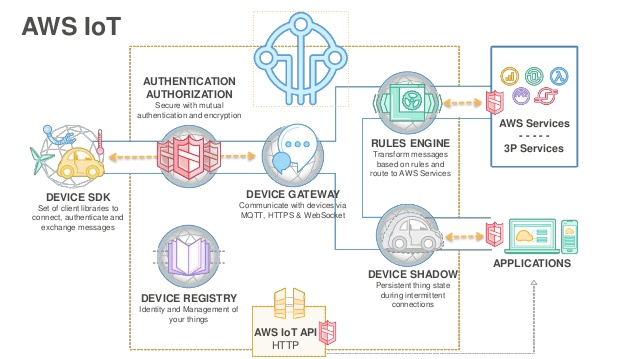 AWS IoT
AUTHENTICATION
AUTHORIZATION
Secure with mutual
authentication and encryption
DEVICE SDK
Set of client libraries to
connect, authenticate and
exchange messages
DEVICE GATEWAY
Communicate with devices via
MQTT, HTTPS & WebSocket
RULES ENGINE
Transform messages
based on rules and
route to AWS Services
AWS Services
- - - - -
3P Services
DEVICE SHADOW
Persistent thing state
during intermittent
connections
APPLICATIONS
DEVICE REGISTRY
Identity and Management of
your things
AWS IoT API
HTTP